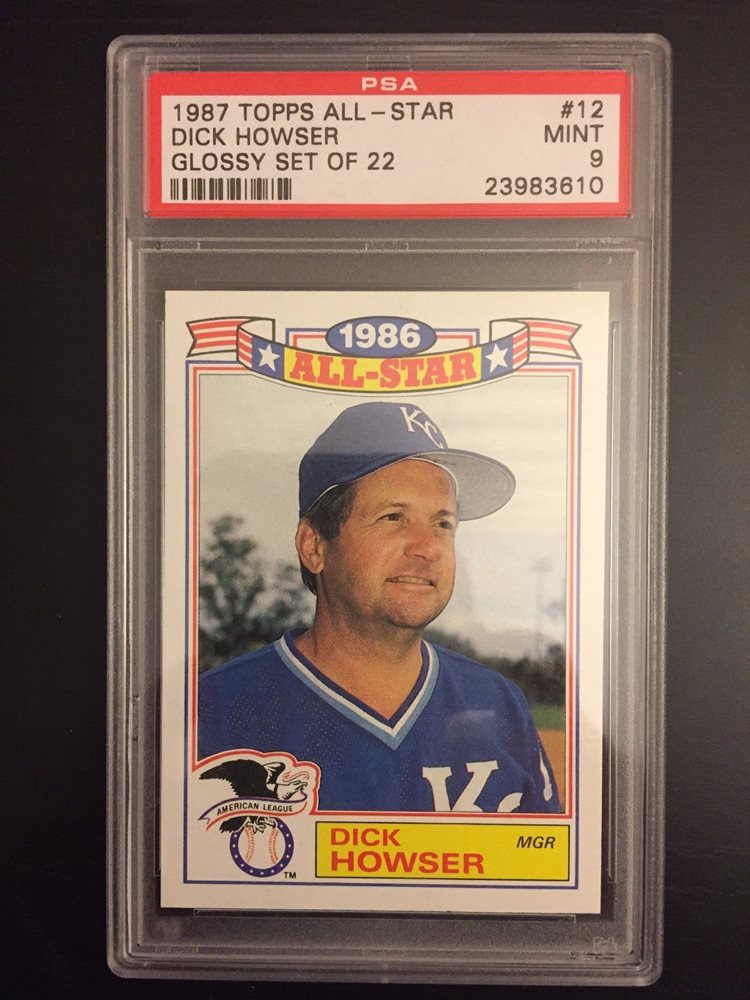 PSA
1987 TOPPS ALL-STAR #12
DICK HOWSER MINT
GLOSSY SET OF 22 9
23983610
1986
ALL-STAR
KC
AMERICAN LEAGUE
TM
DICK MGR
HOWSER